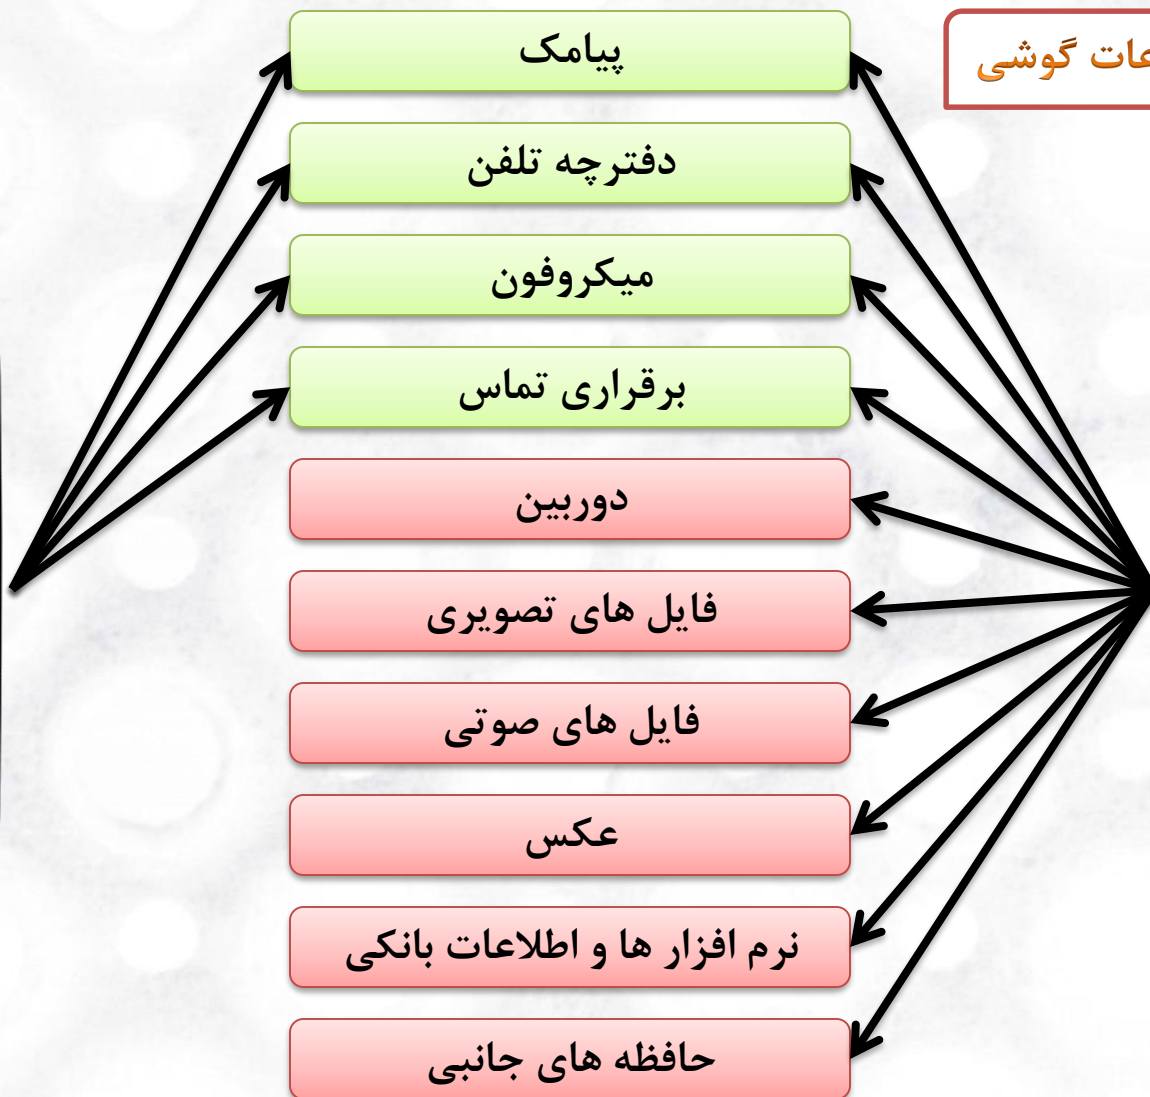 گوشی
پیامک
دفترچه تلفن
میکروفون
برقراری تماس
دوربین
فایل های تصویری
فایل های صوتی
عکس
نرم افزار ها و اطلاعات بانکی
حافظه های جانبی